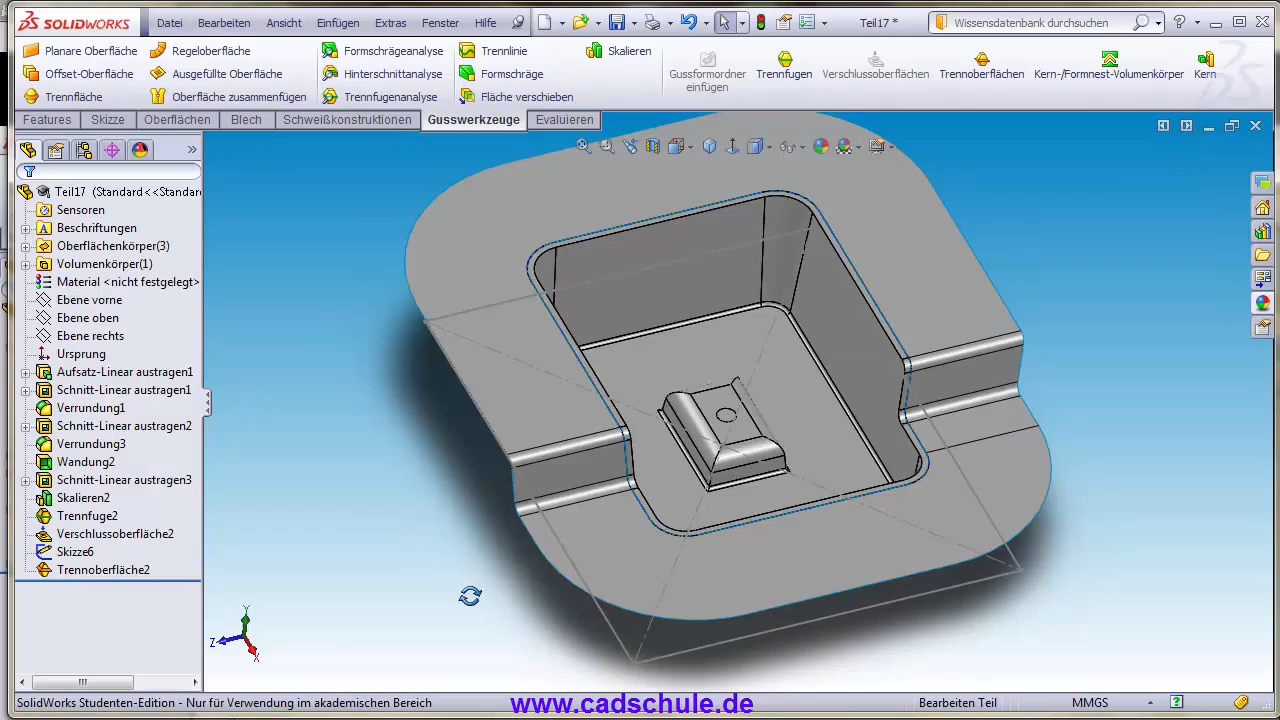 SOLIDWORKS
Datei Bearbeiten Ansicht Einfügen Extras Fenster Hilfe Teil17 * Wissensdatenbank durchsuchen
Planare Oberfläche Regeloberfläche Formschrägeanalyse Trennlinie Skalieren
Offset-Oberfläche Ausgefüllte Oberfläche Hinterschnittanalyse Formschräge
Gussformordner einfügen Trennfugen Verschlussoberflächen Trennoberflächen Kern-/Formnest-Volumenkörper Kern
Trennfläche Oberfläche zusammenfügen Trennfugenanalyse Fläche verschieben
Features Skizze Oberflächen Blech Schweißkonstruktionen Gusswerkzeuge Evaluieren
Teil17 (Standard<<Standar
Sensoren
Beschriftungen
Oberflächenkörper(3)
Volumenkörper(1)
Material <nicht festgelegt>
Ebene vorne
Ebene oben
Ebene rechts
Ursprung
Aufsatz-Linear austragen1
Schnitt-Linear austragen1
Verrundung1
Schnitt-Linear austragen2
Verrundung3
Wandung2
Schnitt-Linear austragen3
Skalieren2
Trennfuge2
Verschlussoberfläche2
Skizze6
Trennoberfläche2
Y
Z
X
SolidWorks Studenten-Edition - Nur für Verwendung im akademischen Bereich
www.cadschule.de
Bearbeiten Teil
MMGS